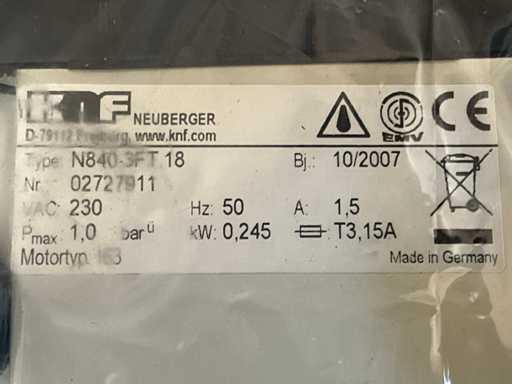 KNF NEUBERGER
D-79112 Freiburg, www.knf.com
EMV
CE
Type: N840-3FT.18 Bj.: 10/2007
Nr. 02727911
VAC: 230 Hz: 50 A: 1,5
Pmax: 1,0 barü kW: 0,245 T3,15A
Motortyp. Made in Germany